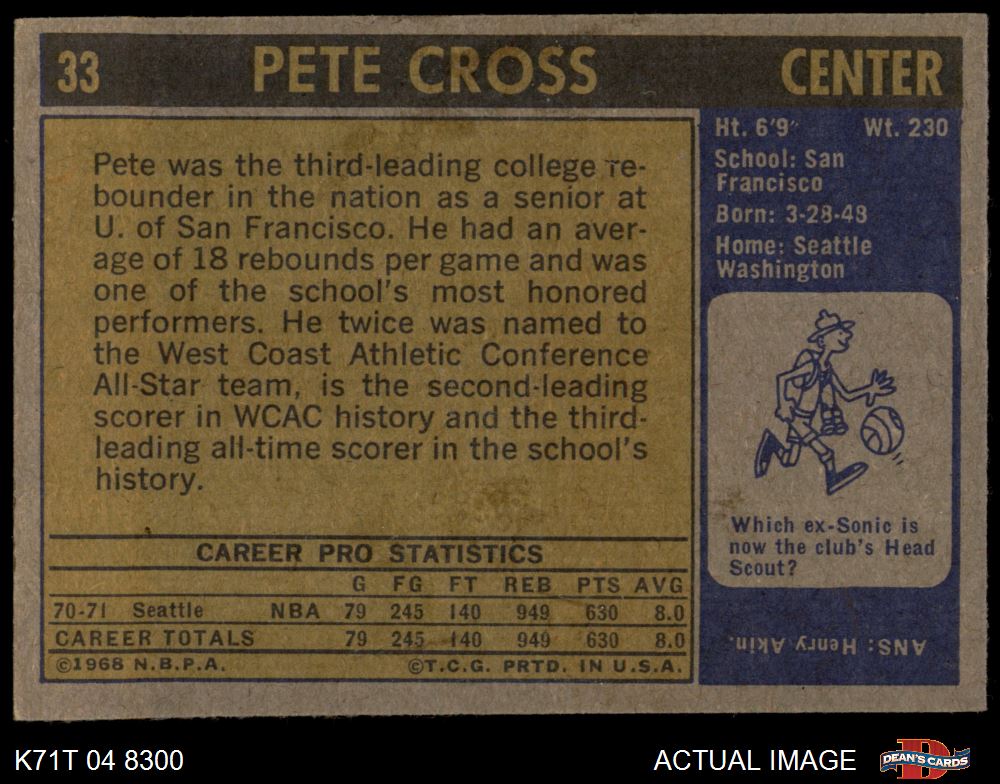 33 PETE CROSS CENTER
Pete was the third-leading college re-
bounder in the nation as a senior at
U. of San Francisco. He had an aver-
age of 18 rebounds per game and was
one of the school's most honored
performers. He twice was named to
the West Coast Athletic Conference
All-Star team, is the second-leading
scorer in WCAC history and the third-
leading all-time scorer in the school's
history.
CAREER PRO STATISTICS
G FG FT REB PTS AVG
70-71 Seattle NBA 79 245 140 949 630 8.0
CAREER TOTALS 79 245 140 949 630 8.0
©1968 N.B.P.A. ©T.C.G. PRTD. IN U.S.A.
Ht. 6'9" Wt. 230
School: San
Francisco
Born: 3-28-48
Home: Seattle
Washington
Which ex-Sonic is
now the club's Head
Scout?
ANS: Henry Akin.
K71T 04 8300 ACTUAL IMAGE
D
DEAN'S CARDS